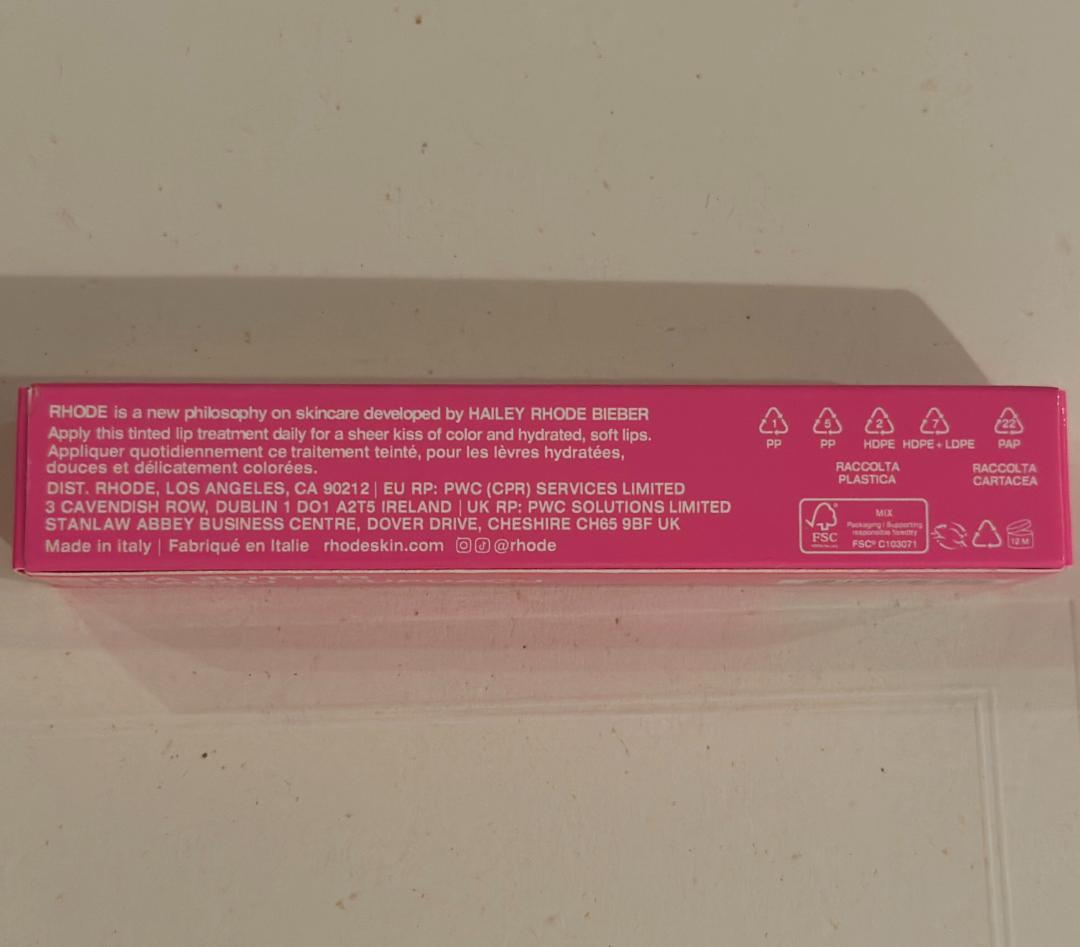 RHODE is a new philosophy on skincare developed by HAILEY RHODE BIEBER
Apply this tinted lip treatment daily for a sheer kiss of color and hydrated, soft lips.
Appliquer quotidiennement ce traitement teinté, pour les lèvres hydratées,
douces et délicatement colorées.
DIST. RHODE, LOS ANGELES, CA 90212 | EU RP: PWC (CPR) SERVICES LIMITED
3 CAVENDISH ROW, DUBLIN 1 DO1 A2T5 IRELAND | UK RP: PWC SOLUTIONS LIMITED
STANLAW ABBEY BUSINESS CENTRE, DOVER DRIVE, CHESHIRE CH65 9BF UK
Made in italy | Fabriqué en Italie rhodeskin.com @rhode
1 5 2 7 22
PP PP HDPE HDPE+LDPE PAP
RACCOLTA PLASTICA
RACCOLTA CARTACEA
FSC
MIX
Packaging | Supporting
responsible forestry
FSC® C103071
12 M